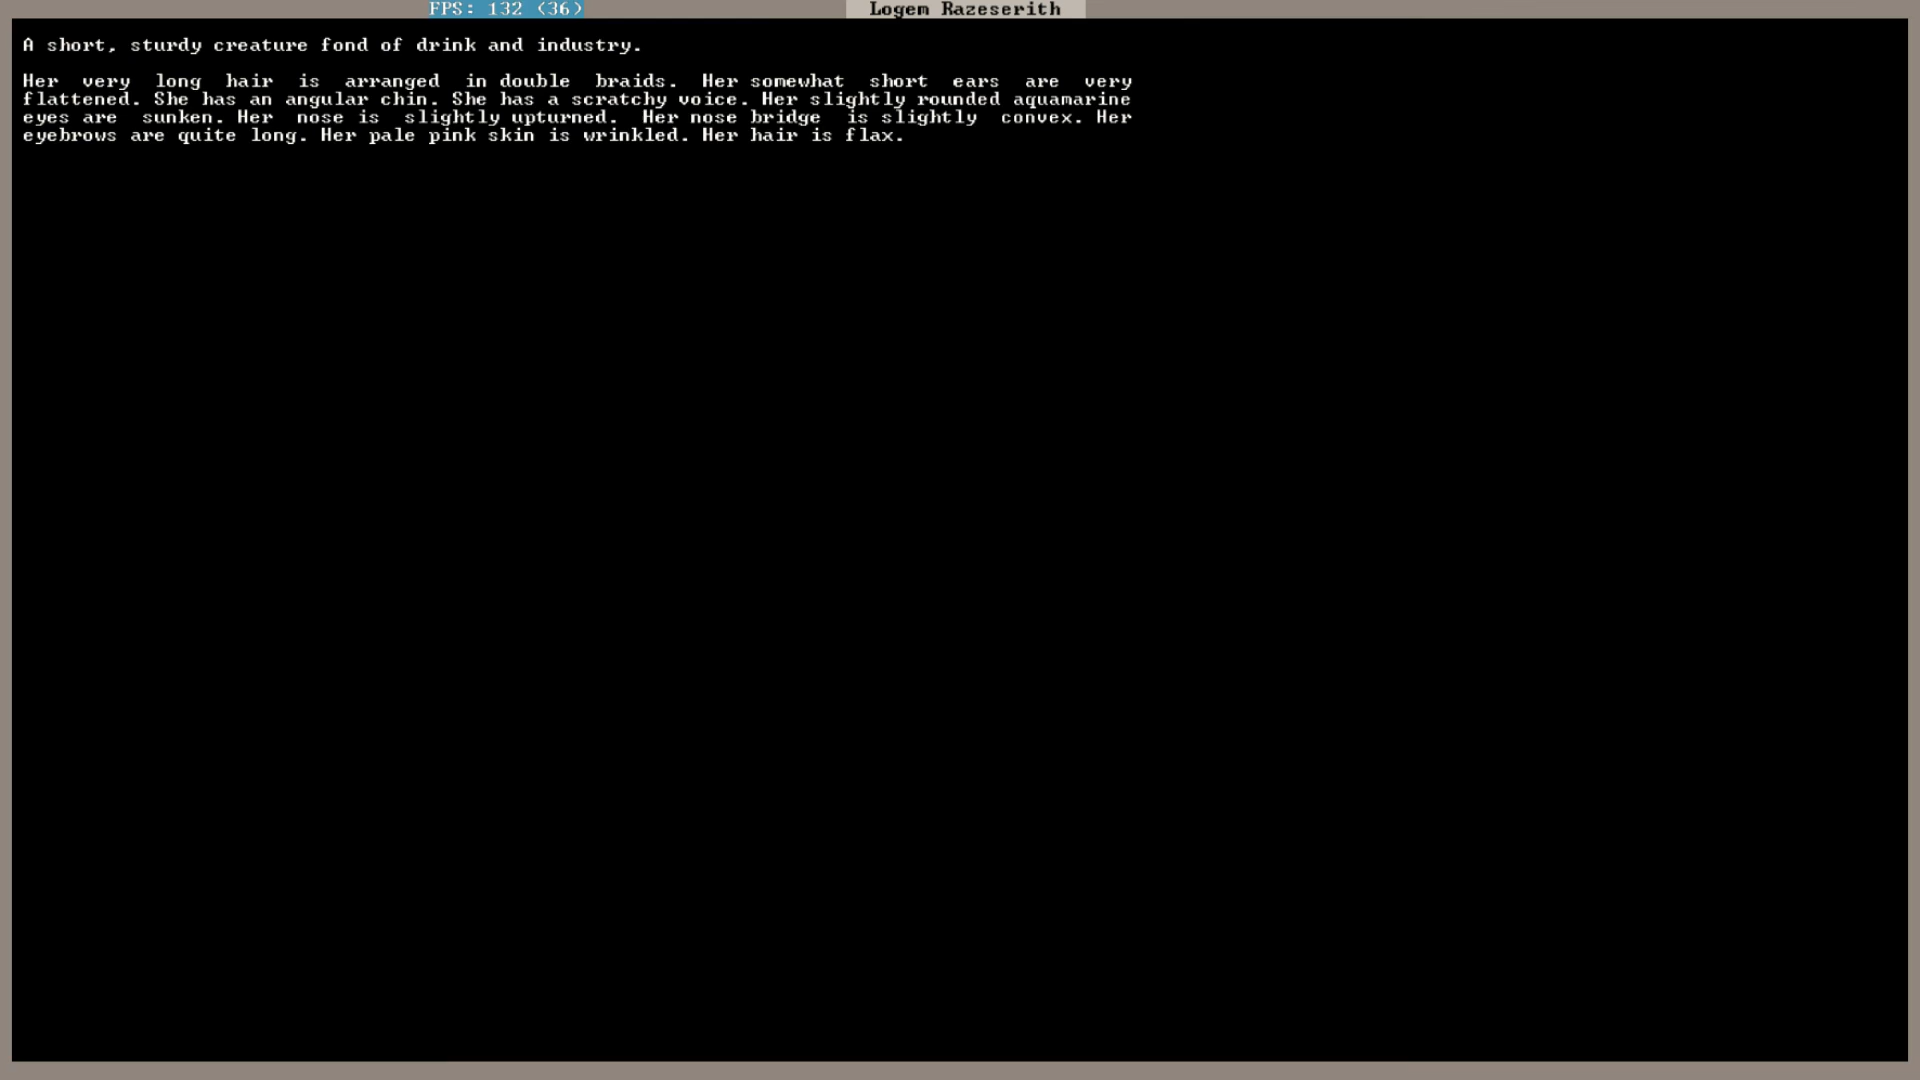 FPS: 132 (36) Logem Razeserith
A short, sturdy creature fond of drink and industry.
Her very long hair is arranged in double braids. Her somewhat short ears are very
flattened. She has an angular chin. She has a scratchy voice. Her slightly rounded aquamarine
eyes are sunken. Her nose is slightly upturned. Her nose bridge is slightly convex. Her
eyebrows are quite long. Her pale pink skin is wrinkled. Her hair is flax.